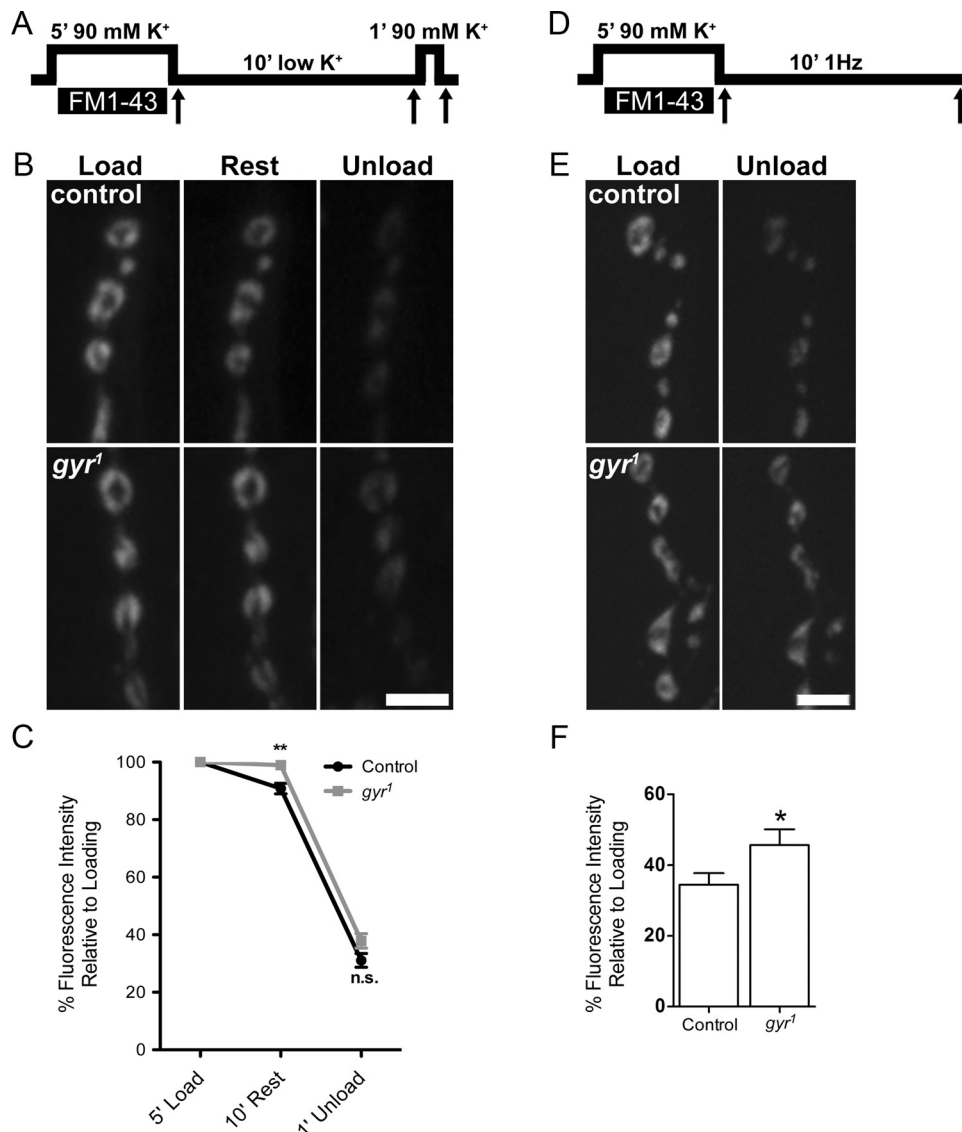 A
5’ 90 mM K⁺
1’ 90 mM K⁺
10’ low K⁺
FM1-43
B
Load
Rest
Unload
control
gyr¹
C
% Fluorescence Intensity
Relative to Loading
100
80
60
40
20
0
**
n.s.
Control
gyr¹
5' Load
10' Rest
1' Unload
D
5’ 90 mM K⁺
10’ 1Hz
FM1-43
E
Load
Unload
control
gyr¹
F
% Fluorescence Intensity
Relative to Loading
60
40
20
0
*
Control
gyr¹